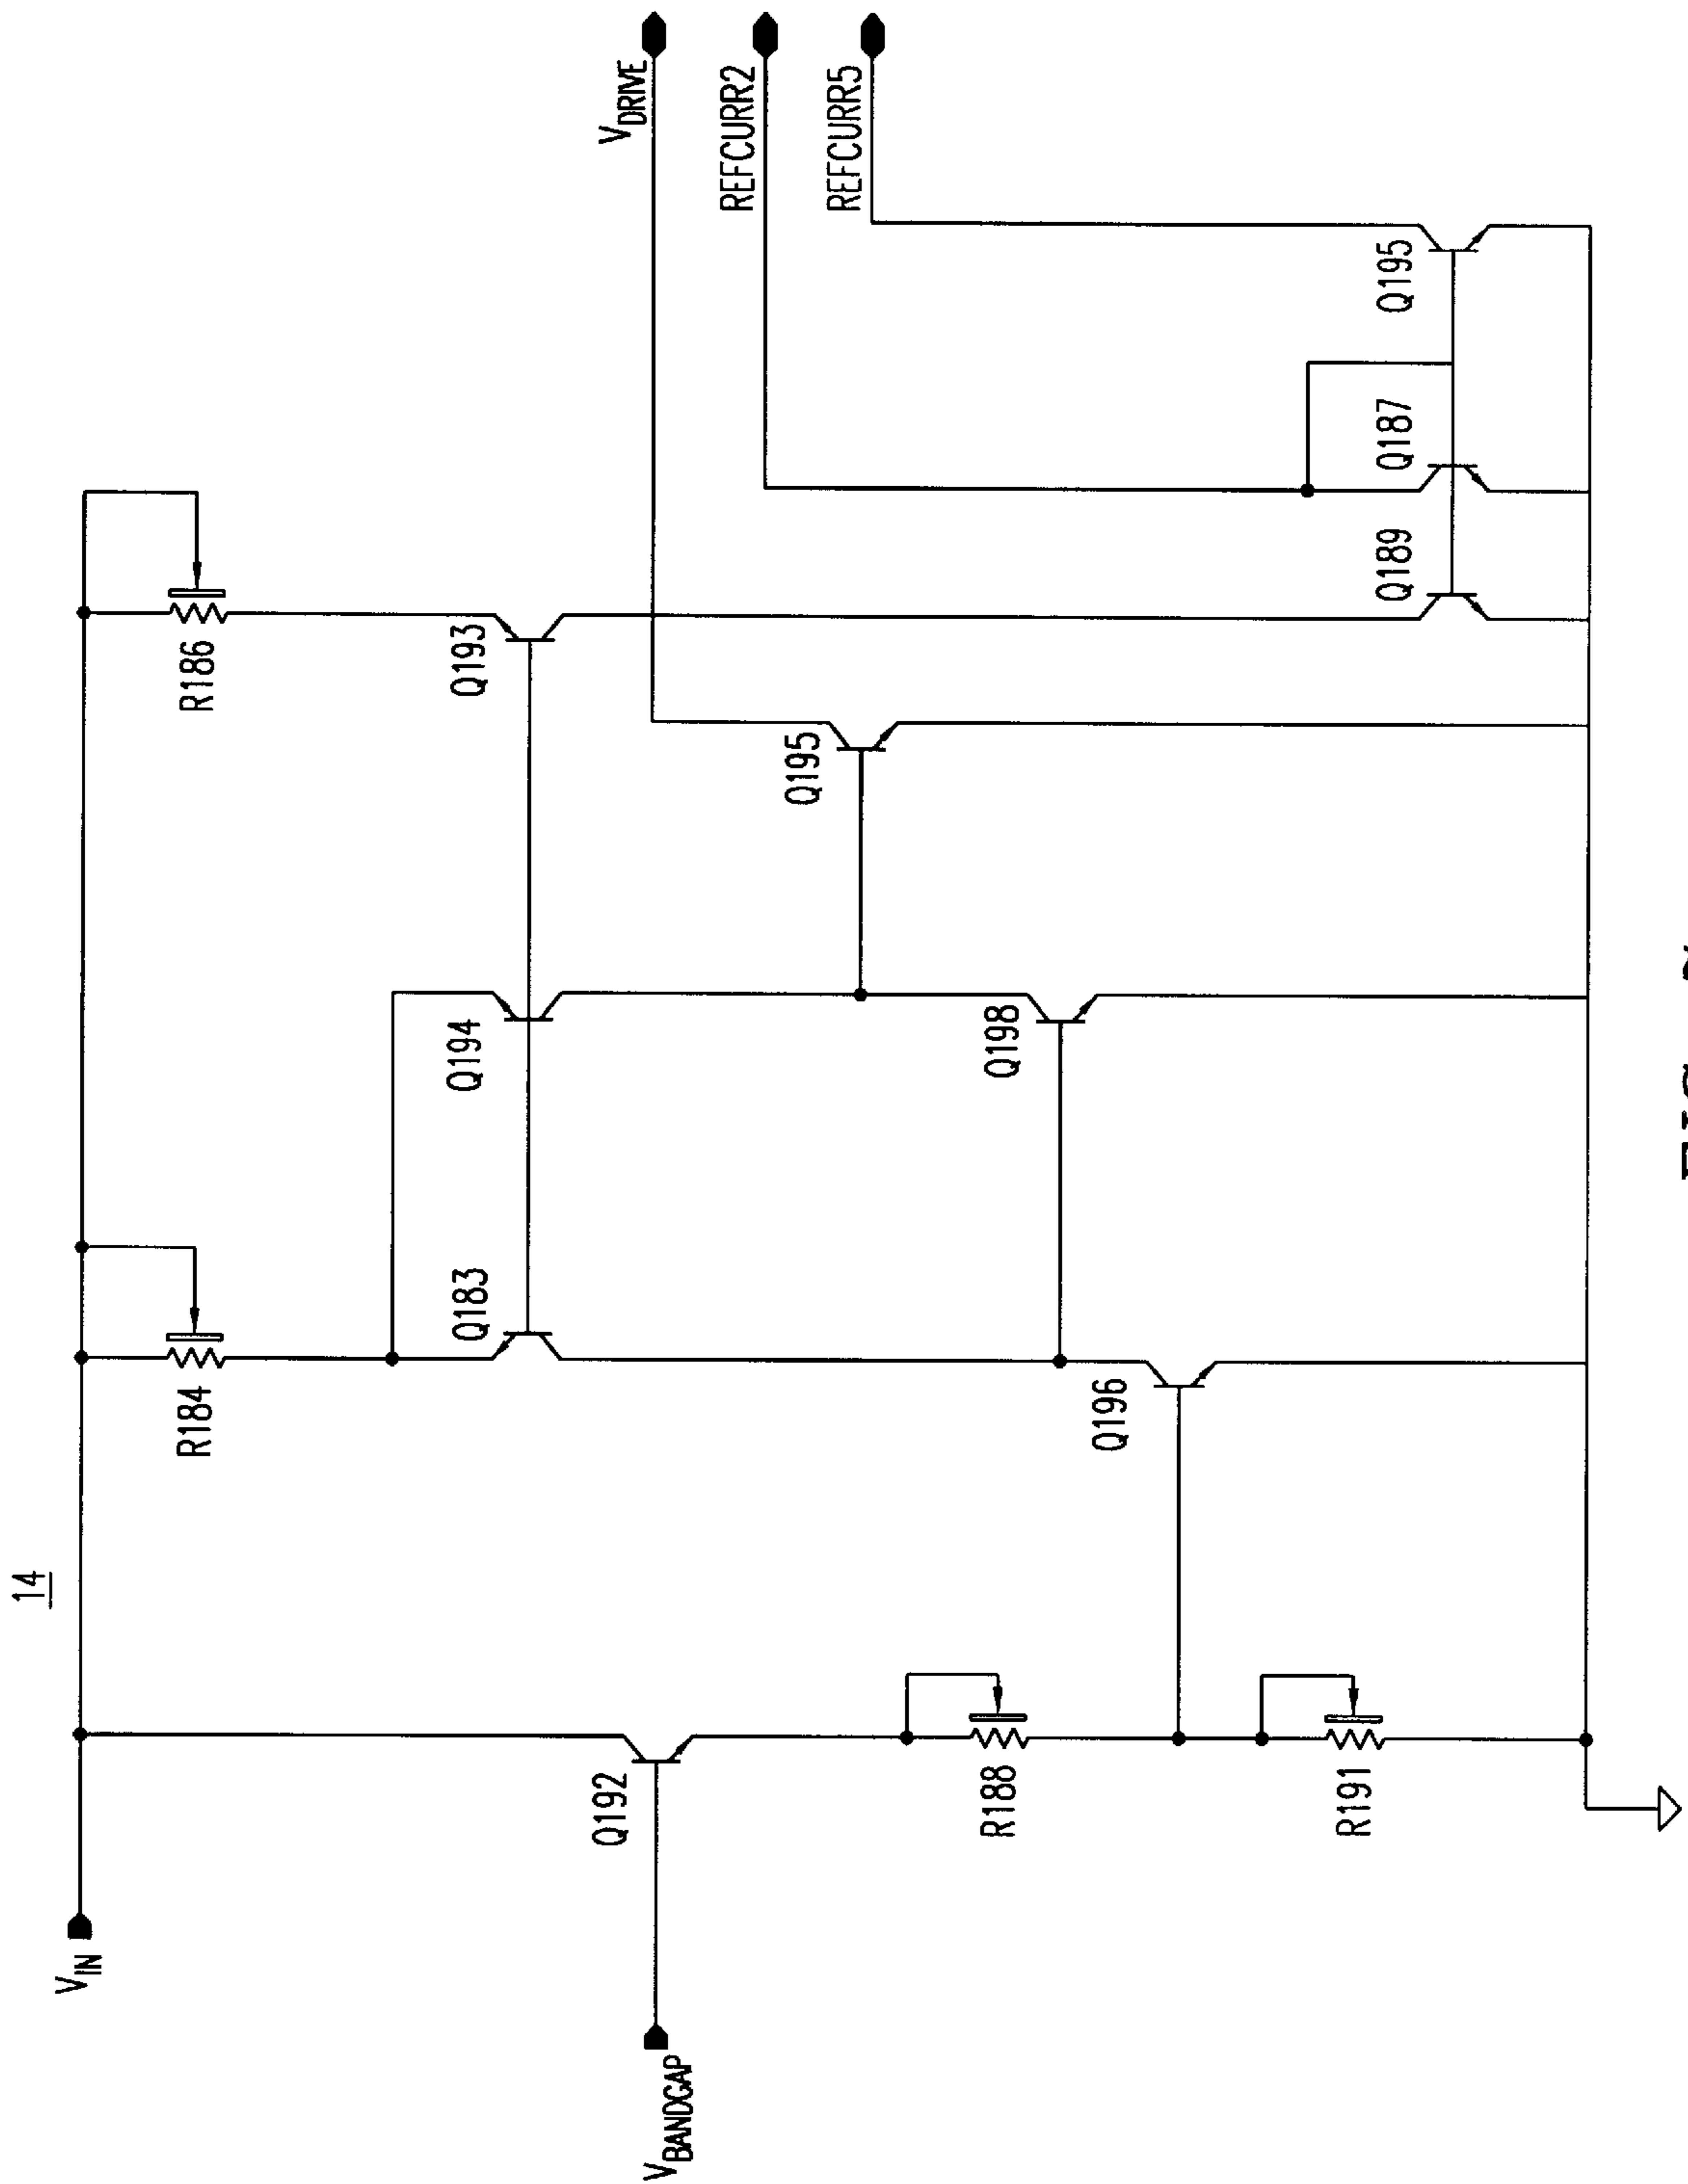 14
V_IN
V_BANDGAP
Q192
R188
R191
R184
Q183
Q196
Q194
Q198
Q195
R186
Q193
Q189
Q187
Q195
V_DRIVE
REFCURR2
REFCURR5